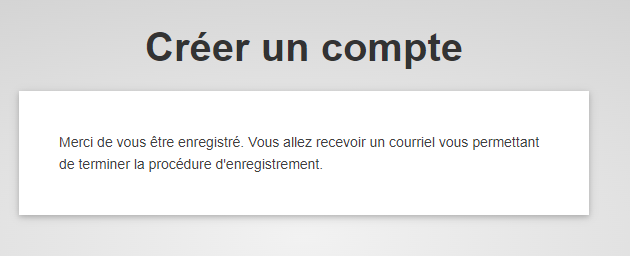 Créer un compte
Merci de vous être enregistré. Vous allez recevoir un courriel vous permettant
de terminer la procédure d'enregistrement.